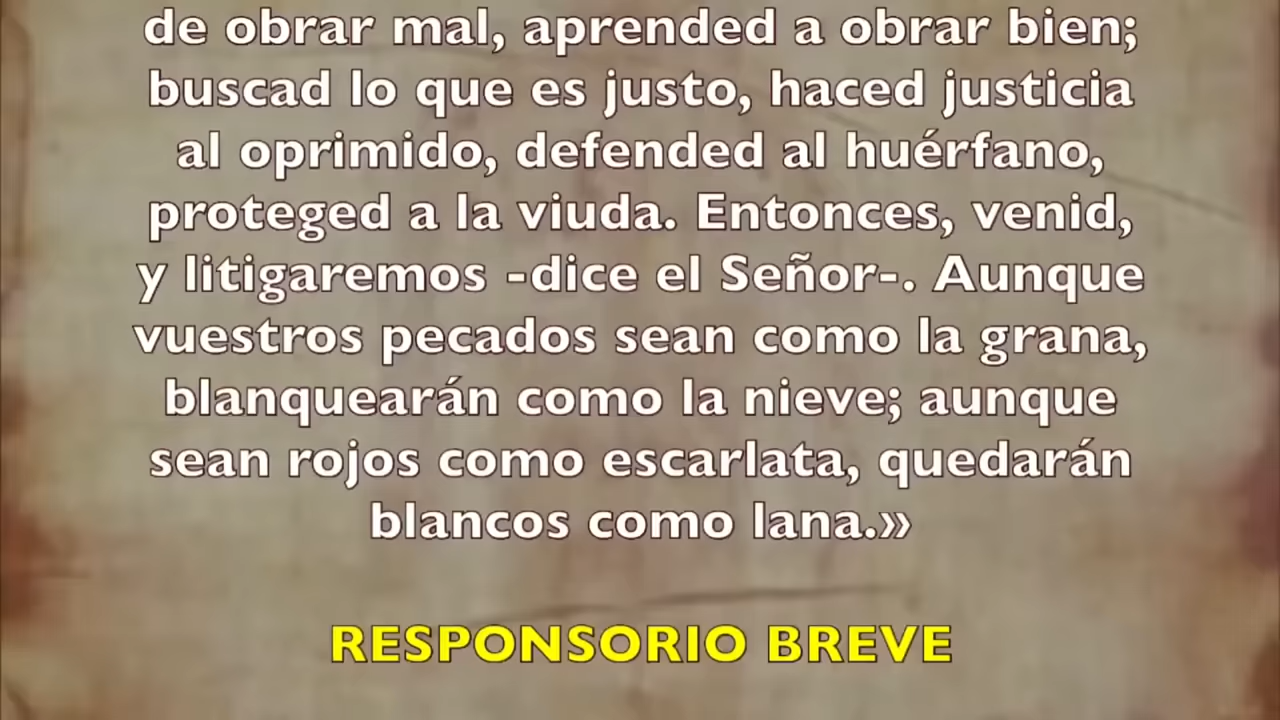 de obrar mal, aprended a obrar bien;
buscad lo que es justo, haced justicia
al oprimido, defended al huérfano,
proteged a la viuda. Entonces, venid,
y litigaremos -dice el Señor-. Aunque
vuestros pecados sean como la grana,
blanquearán como la nieve; aunque
sean rojos como escarlata, quedarán
blancos como lana.»
RESPONSORIO BREVE